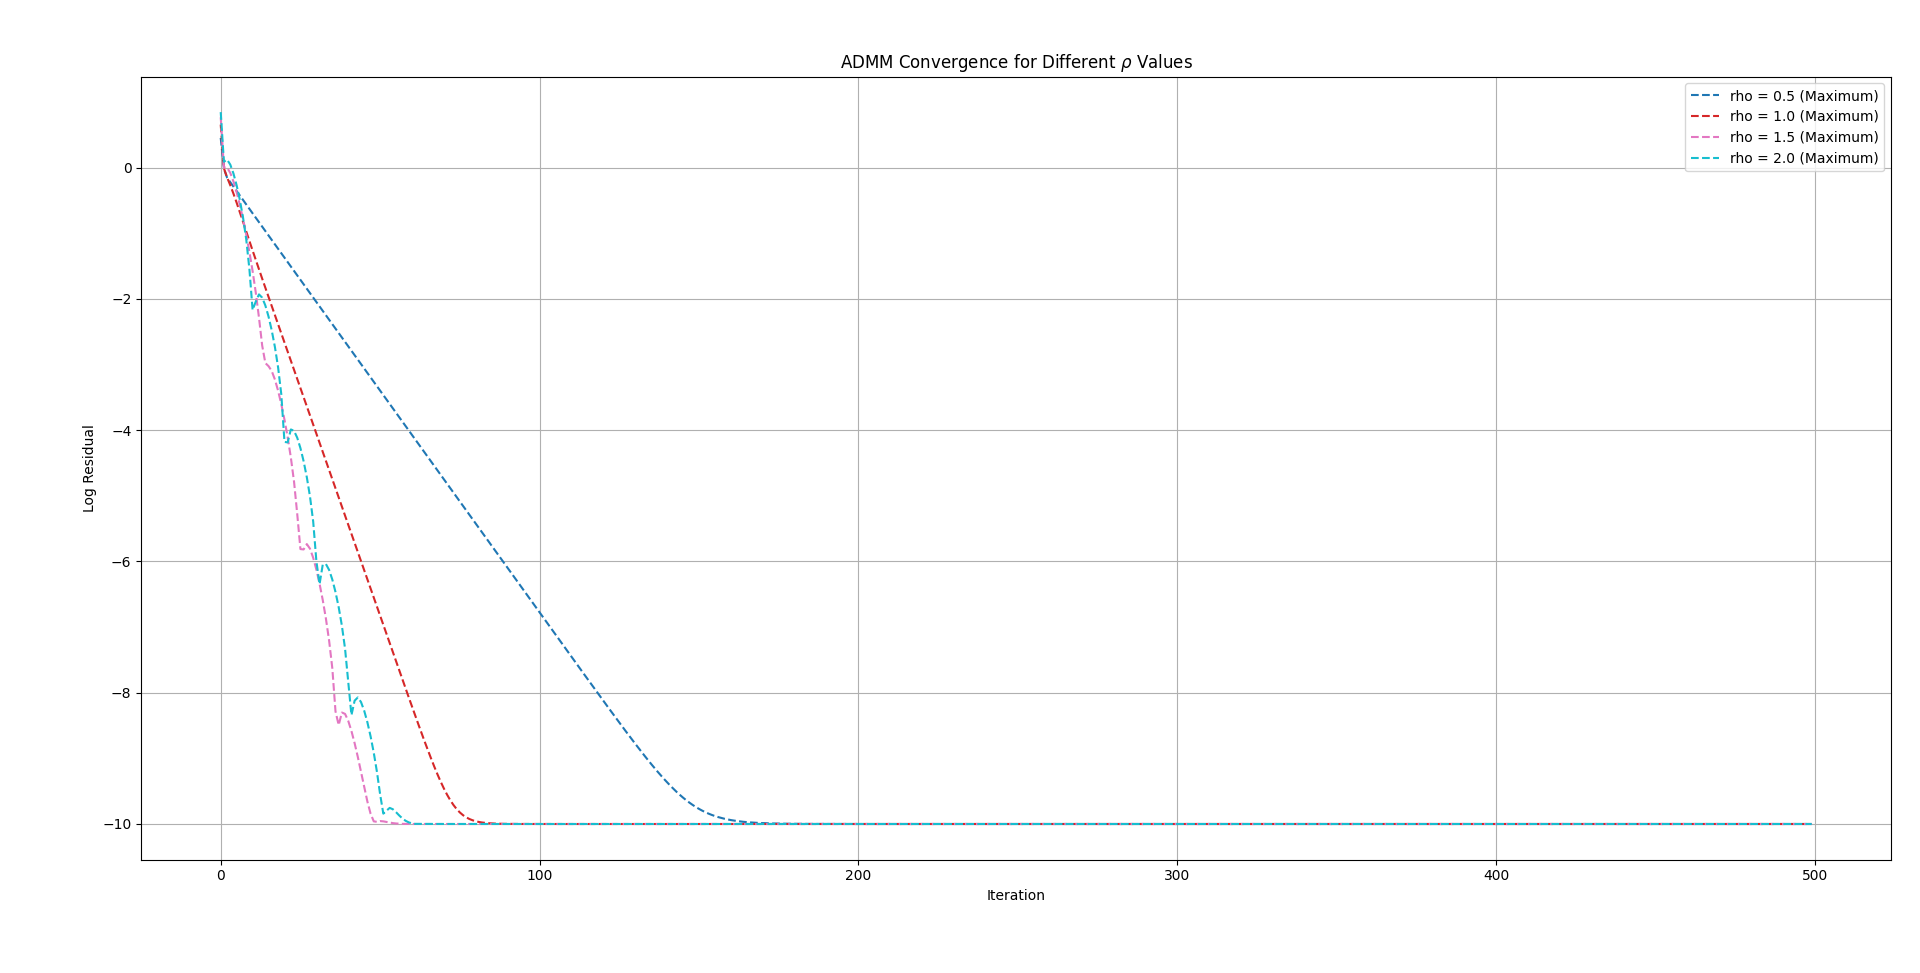 ADMM Convergence for Different ρ Values
rho = 0.5 (Maximum)
rho = 1.0 (Maximum)
rho = 1.5 (Maximum)
rho = 2.0 (Maximum)
Log Residual
0
−2
−4
−6
−8
−10
0 100 200 300 400 500
Iteration